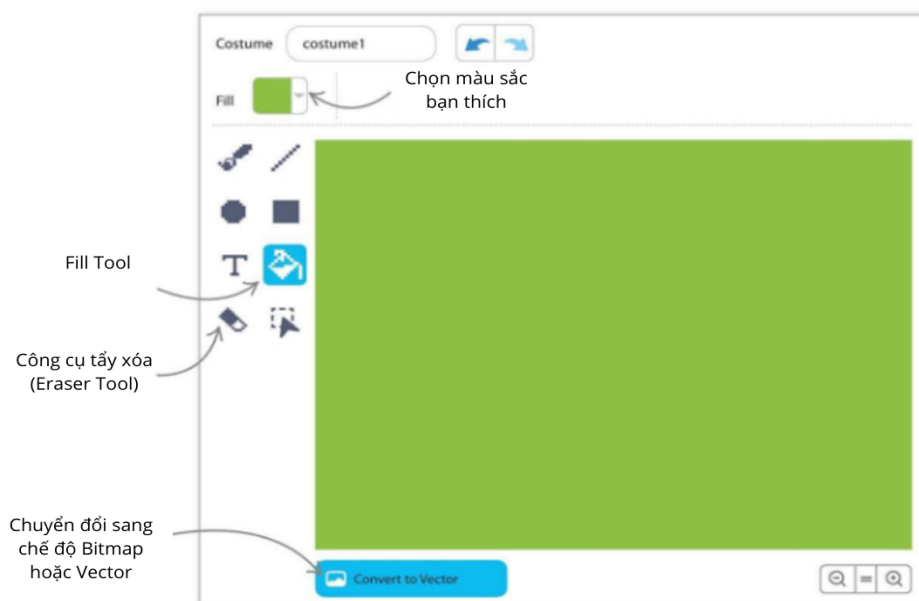 Costume
costume1
Chọn màu sắc
bạn thích
Fill
T
Fill Tool
Công cụ tẩy xóa
(Eraser Tool)
Chuyển đổi sang
chế độ Bitmap
hoặc Vector
Convert to Vector